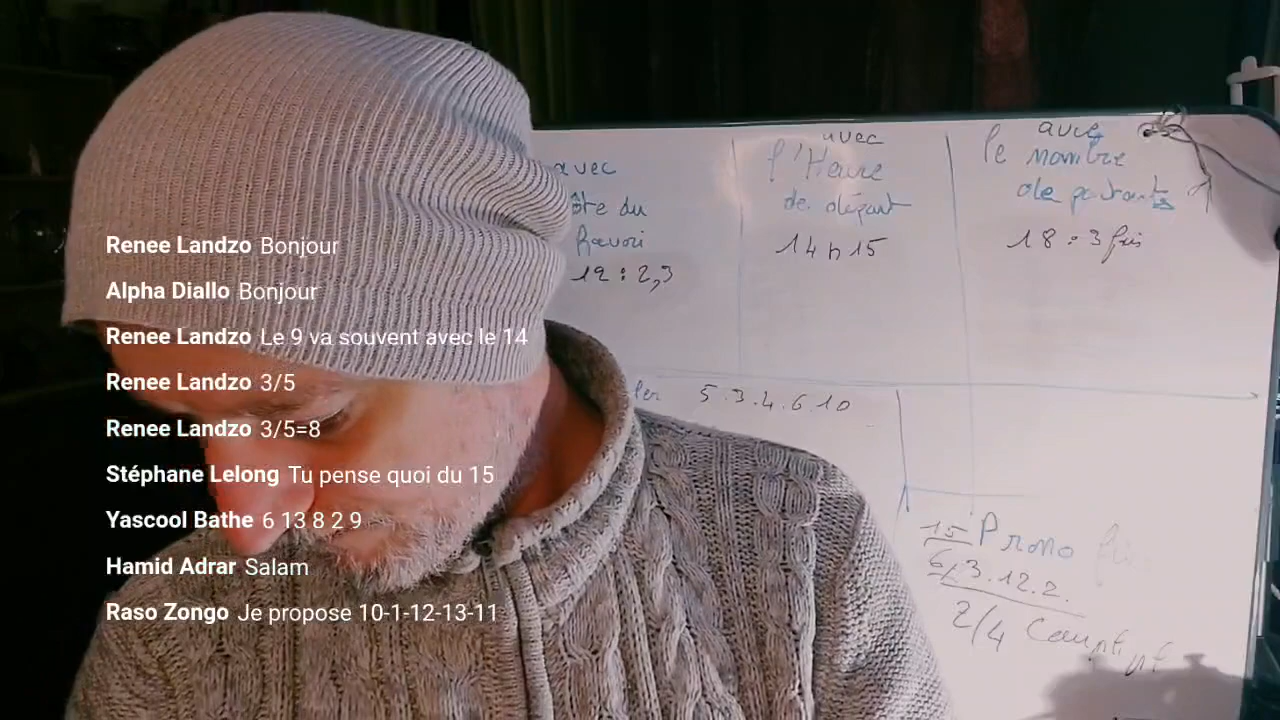 Renee Landzo Bonjour
Alpha Diallo Bonjour
Renee Landzo Le 9 va souvent avec le 14
Renee Landzo 3/5
Renee Landzo 3/5=8
Stéphane Lelong Tu pense quoi du 15
Yascool Bathe 6 13 8 2 9
Hamid Adrar Salam
Raso Zongo Je propose 10-1-12-13-11
avec
ôte du
favori
12 : 2,3
avec
l'Heure
de départ
14h15
avec
le nombre
de partants
18 : 3 fois
5.3.4.6.10
15 Promo
6/3.12.2.
2/4